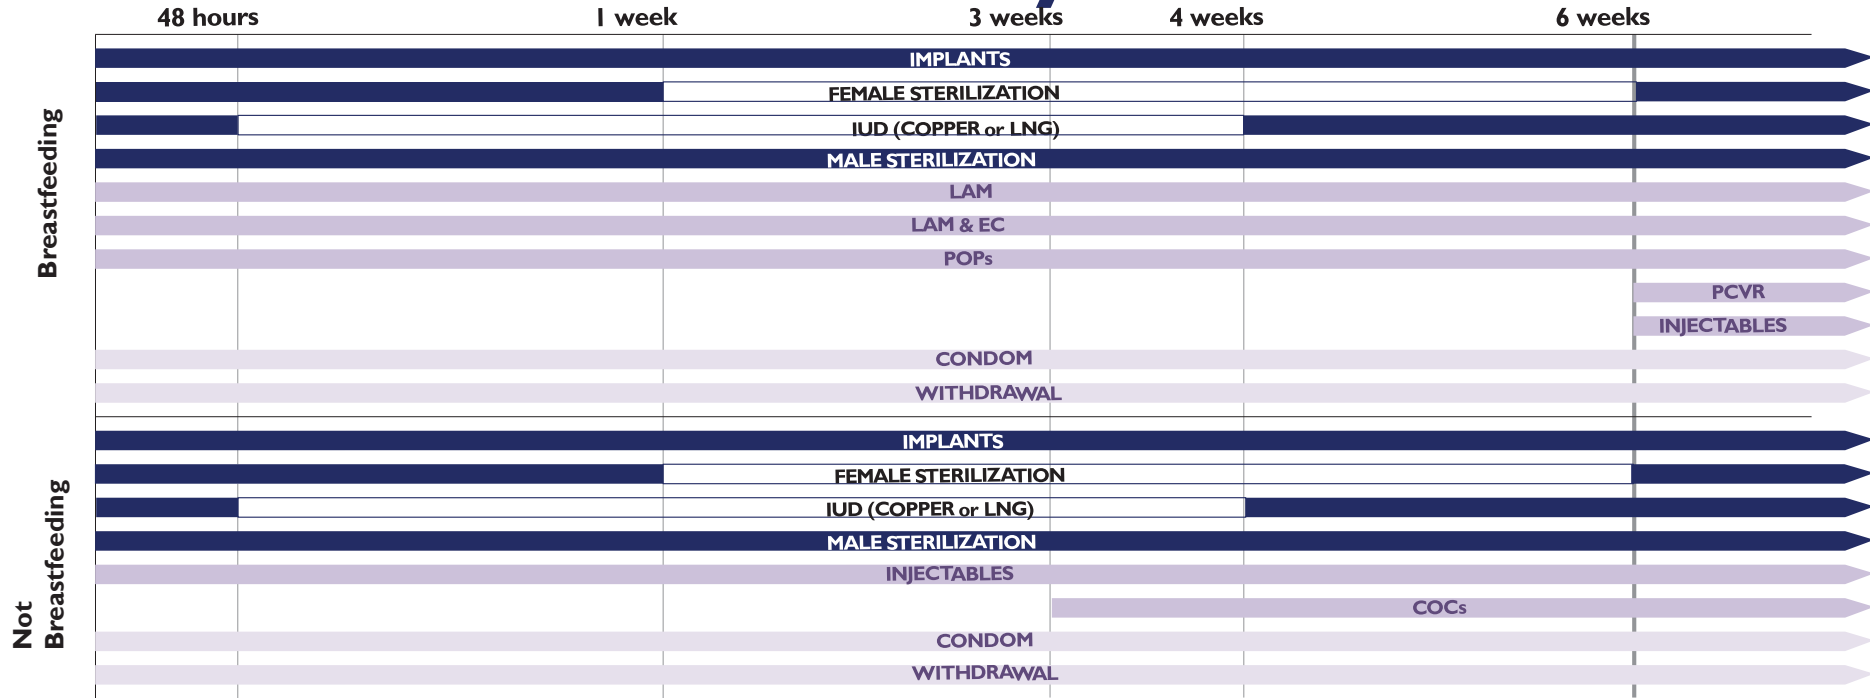 48 hours 1 week 3 weeks 4 weeks 6 weeks
Breastfeeding
IMPLANTS
FEMALE STERILIZATION
IUD (COPPER or LNG)
MALE STERILIZATION
LAM
LAM & EC
POPs
PCVR
INJECTABLES
CONDOM
WITHDRAWAL
Not
Breastfeeding
IMPLANTS
FEMALE STERILIZATION
IUD (COPPER or LNG)
MALE STERILIZATION
INJECTABLES
COCs
CONDOM
WITHDRAWAL